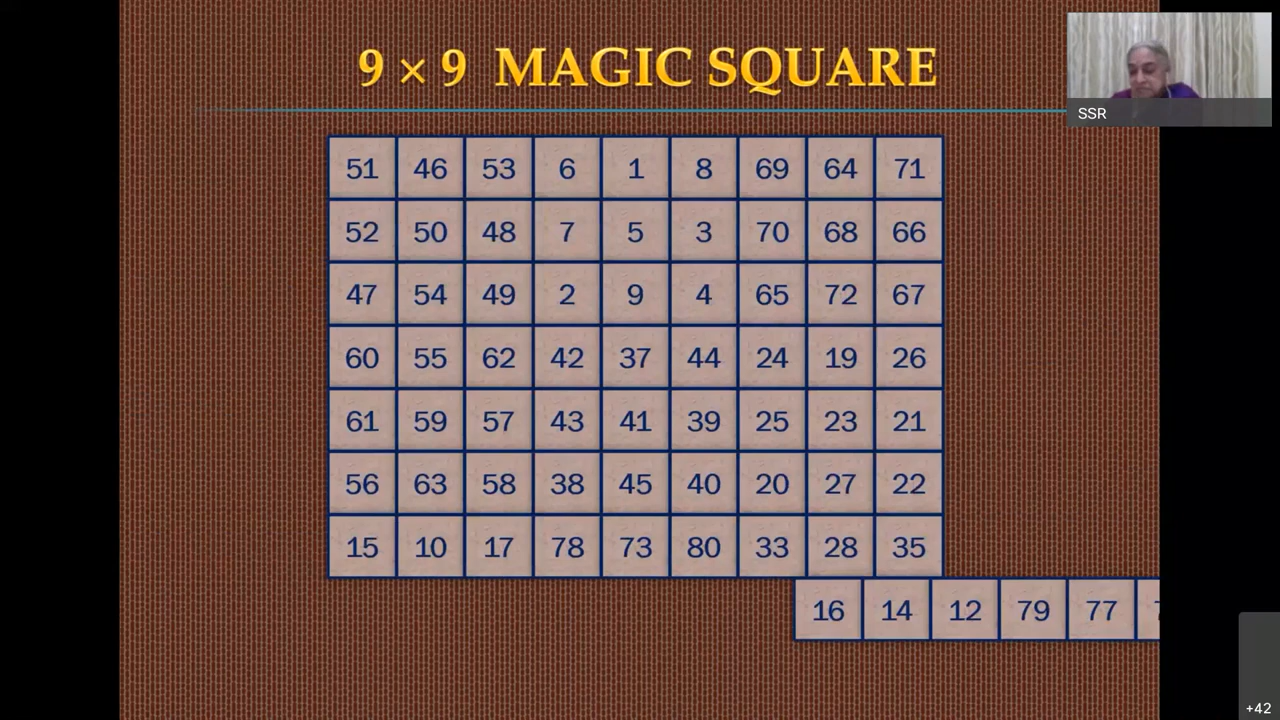 9 × 9 MAGIC SQUARE
SSR
51 46 53 6 1 8 69 64 71
52 50 48 7 5 3 70 68 66
47 54 49 2 9 4 65 72 67
60 55 62 42 37 44 24 19 26
61 59 57 43 41 39 25 23 21
56 63 58 38 45 40 20 27 22
15 10 17 78 73 80 33 28 35
16 14 12 79 77
+42